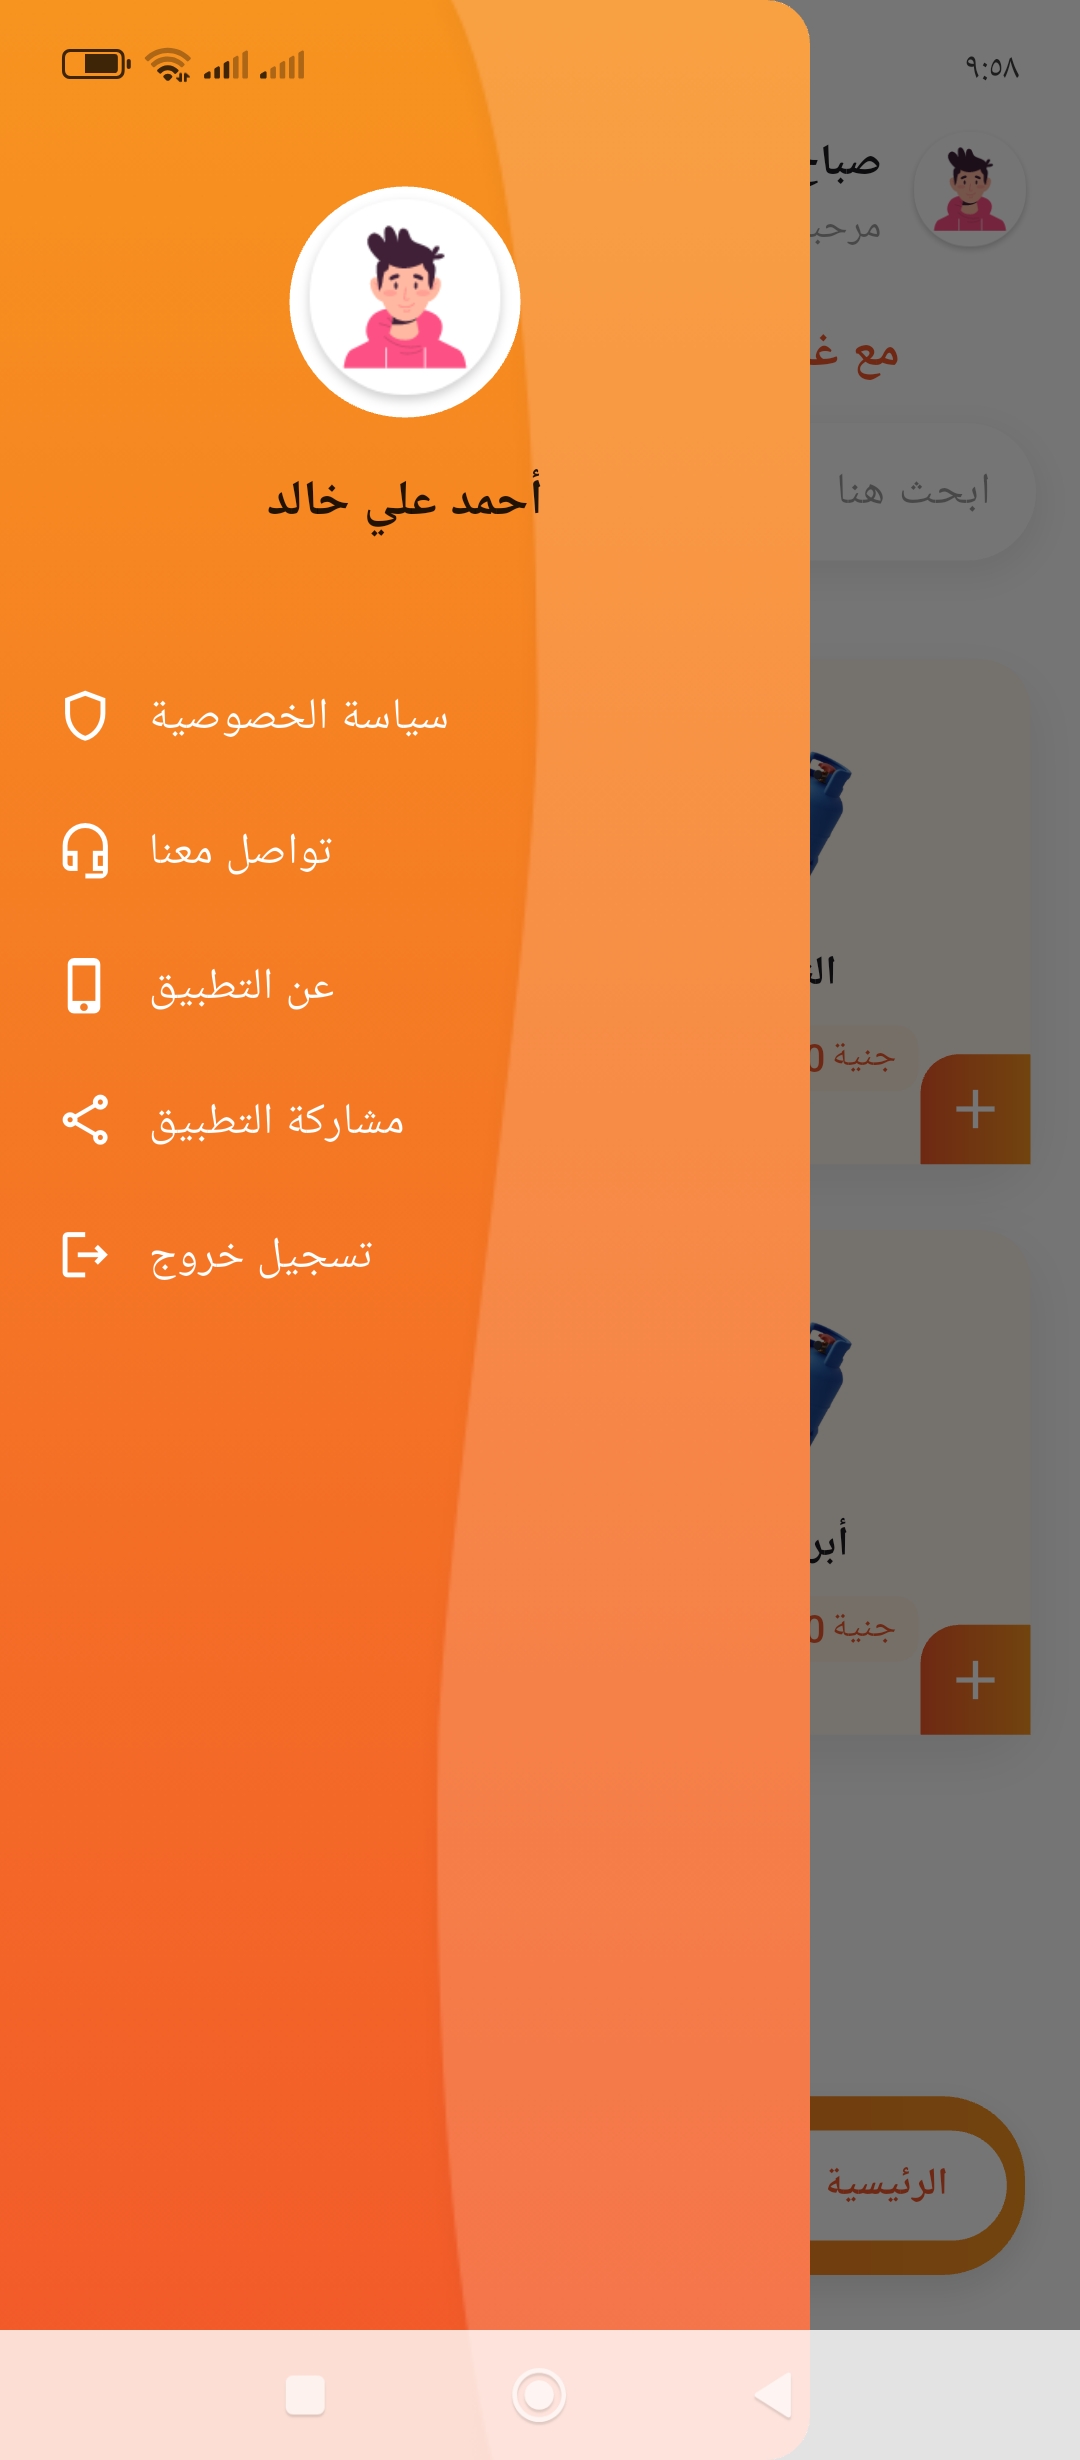 ٩:٥٨
صباح
مرحب
مع غ
ابحث هنا
أحمد علي خالد
سياسة الخصوصية
تواصل معنا
عن التطبيق
مشاركة التطبيق
تسجيل خروج
الن
0 جنية
أبر
0 جنية
الرئيسية